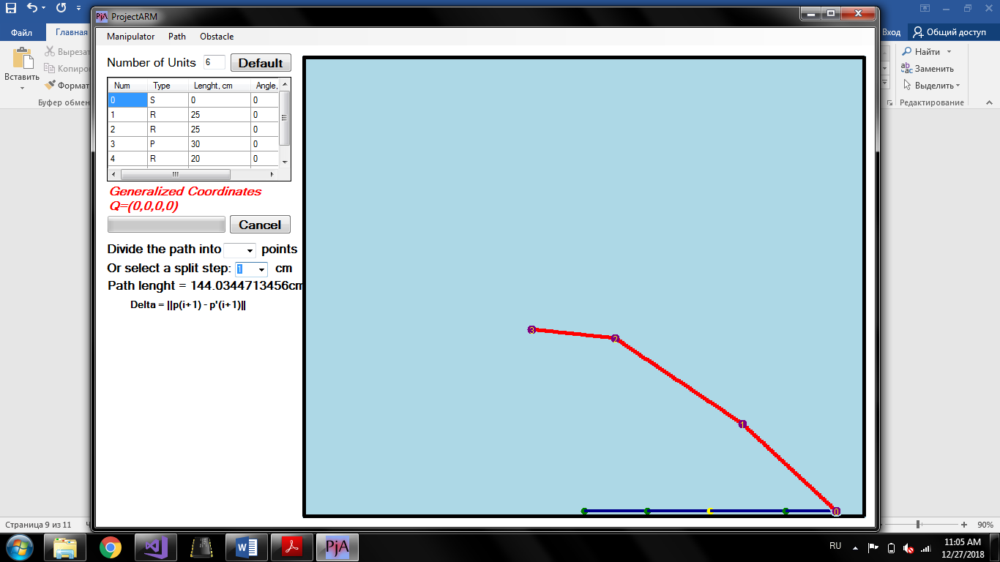 PjA ProjectARM
Файл
Главная
Вход
Общий доступ
Manipulator Path Obstacle
Вставить
Вырезат
Копиро
Формат
Буфер обмен
Найти
Заменить
Выделить
Редактирование
Number of Units 6 Default
Num Type Lenght, cm Angle,
0 S 0 0
1 R 25 0
2 R 25 0
3 P 30 0
4 R 20 0
Generalized Coordinates
Q=(0,0,0,0)
Cancel
Divide the path into points
Or select a split step: 1 cm
Path lenght = 144.0344713456cm
Delta = ||p(i+1) - p'(i+1)||
3
2
1
0
Страница 9 из 11
90%
PjA
RU
11:05 AM
12/27/2018